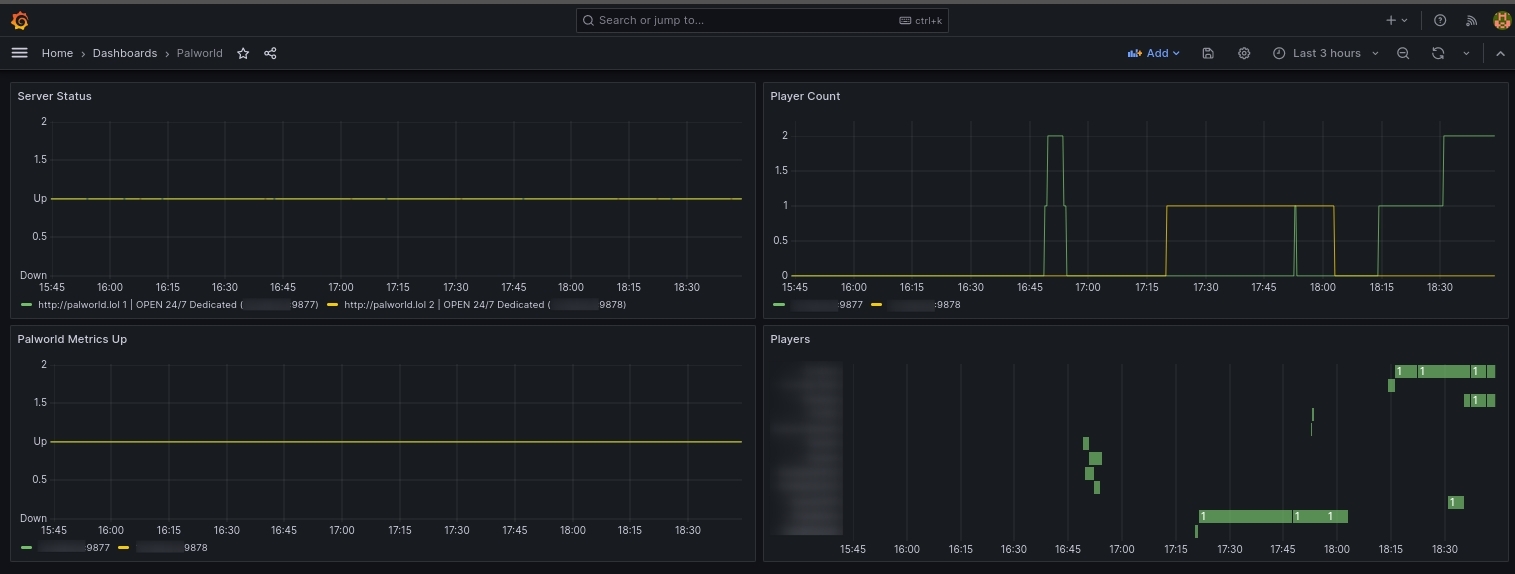 Search or jump to... ctrl+k
Home › Dashboards › Palworld Add Last 3 hours
Server Status
2
1.5
Up
0.5
Down
15:45 16:00 16:15 16:30 16:45 17:00 17:15 17:30 17:45 18:00 18:15 18:30
http://palworld.lol 1 | OPEN 24/7 Dedicated ( :9877) http://palworld.lol 2 | OPEN 24/7 Dedicated ( 9878)
Player Count
2
1.5
1
0.5
0
15:45 16:00 16:15 16:30 16:45 17:00 17:15 17:30 17:45 18:00 18:15 18:30
:9877 :9878
Palworld Metrics Up
2
1.5
Up
0.5
Down
15:45 16:00 16:15 16:30 16:45 17:00 17:15 17:30 17:45 18:00 18:15 18:30
9877 9878
Players
1 1 1
1
1
1 1 1
15:45 16:00 16:15 16:30 16:45 17:00 17:15 17:30 17:45 18:00 18:15 18:30